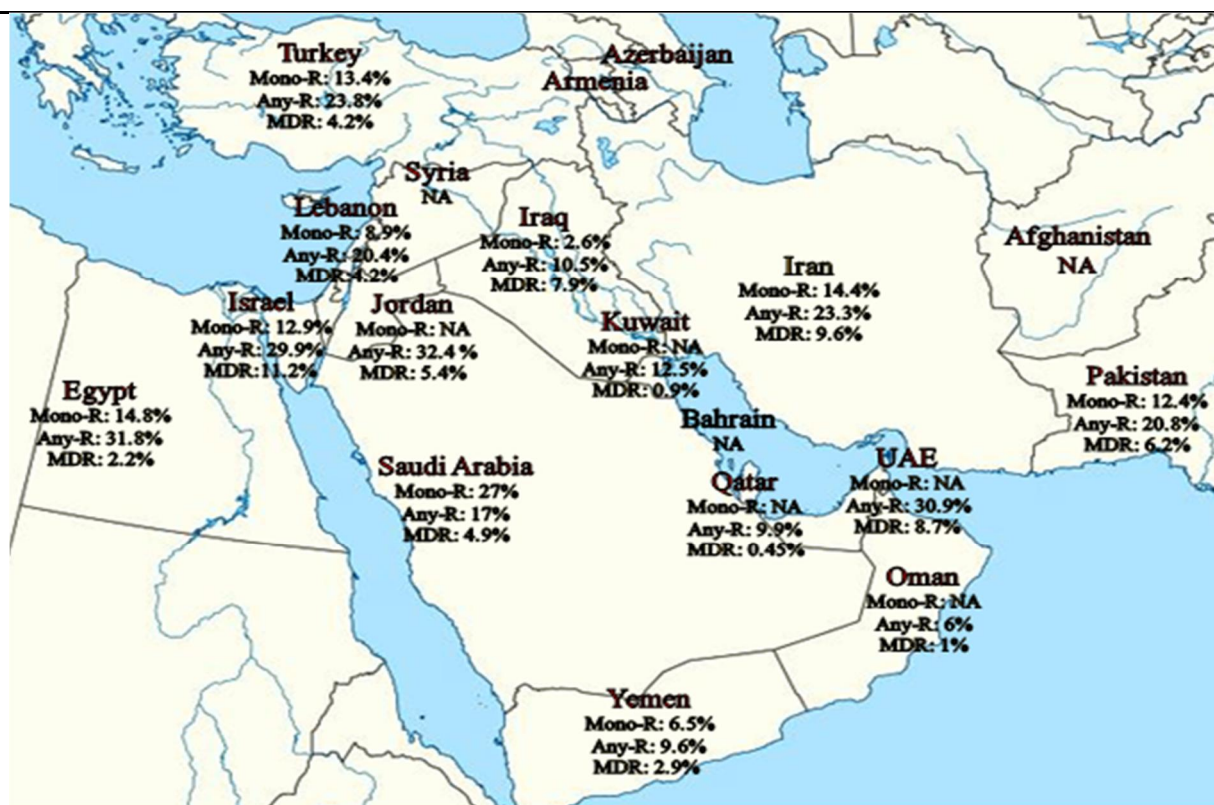 Turkey
Mono-R: 13.4%
Any-R: 23.8%
MDR: 4.2%
Azerbaijan
Armenia
Syria
NA
Lebanon
Mono-R: 8.9%
Any-R: 20.4%
MDR:4.2%
Iraq
Mono-R: 2.6%
Any-R: 10.5%
MDR: 7.9%
Iran
Mono-R: 14.4%
Any-R: 23.3%
MDR: 9.6%
Afghanistan
NA
Israel
Mono-R: 12.9%
Any-R: 29.9%
MDR:11.2%
Jordan
Mono-R: NA
Any-R: 32.4 %
MDR: 5.4%
Kuwait
Mono-R: NA
Any-R: 12.5%
MDR: 0.9%
Pakistan
Mono-R: 12.4%
Any-R: 20.8%
MDR: 6.2%
Egypt
Mono-R: 14.8%
Any-R: 31.8%
MDR: 2.2%
Bahrain
NA
Saudi Arabia
Mono-R: 27%
Any-R: 17%
MDR: 4.9%
Qatar
Mono-R: NA
Any-R: 9.9%
MDR: 0.45%
UAE
Mono-R: NA
Any-R: 30.9%
MDR: 8.7%
Oman
Mono-R: NA
Any-R: 6%
MDR: 1%
Yemen
Mono-R: 6.5%
Any-R: 9.6%
MDR: 2.9%